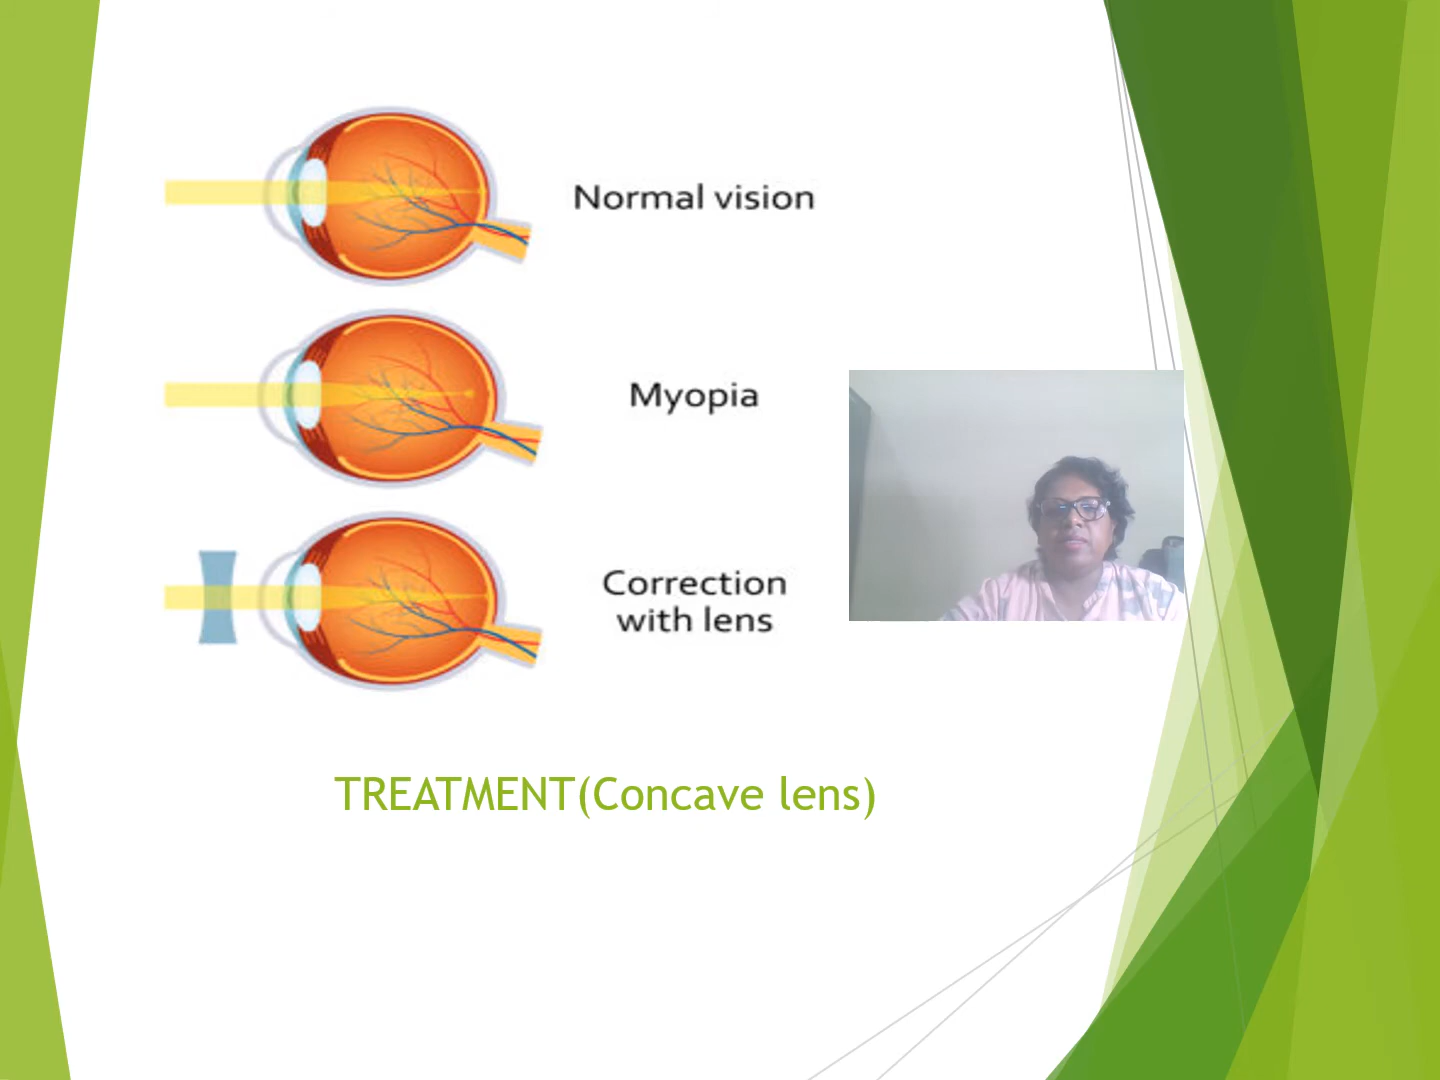 Normal vision
Myopia
Correction
with lens
TREATMENT(Concave lens)